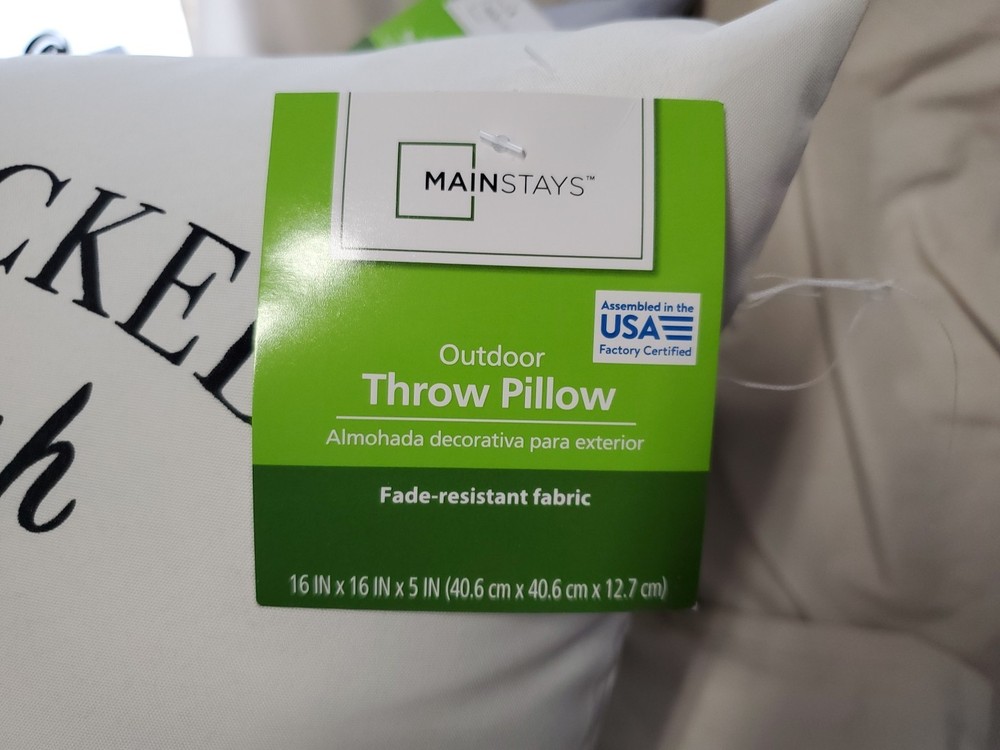 MAINSTAYS™
Assembled in the
USA
Factory Certified
Outdoor
Throw Pillow
Almohada decorativa para exterior
Fade-resistant fabric
16 IN x 16 IN x 5 IN (40.6 cm x 40.6 cm x 12.7 cm)
CKE
h